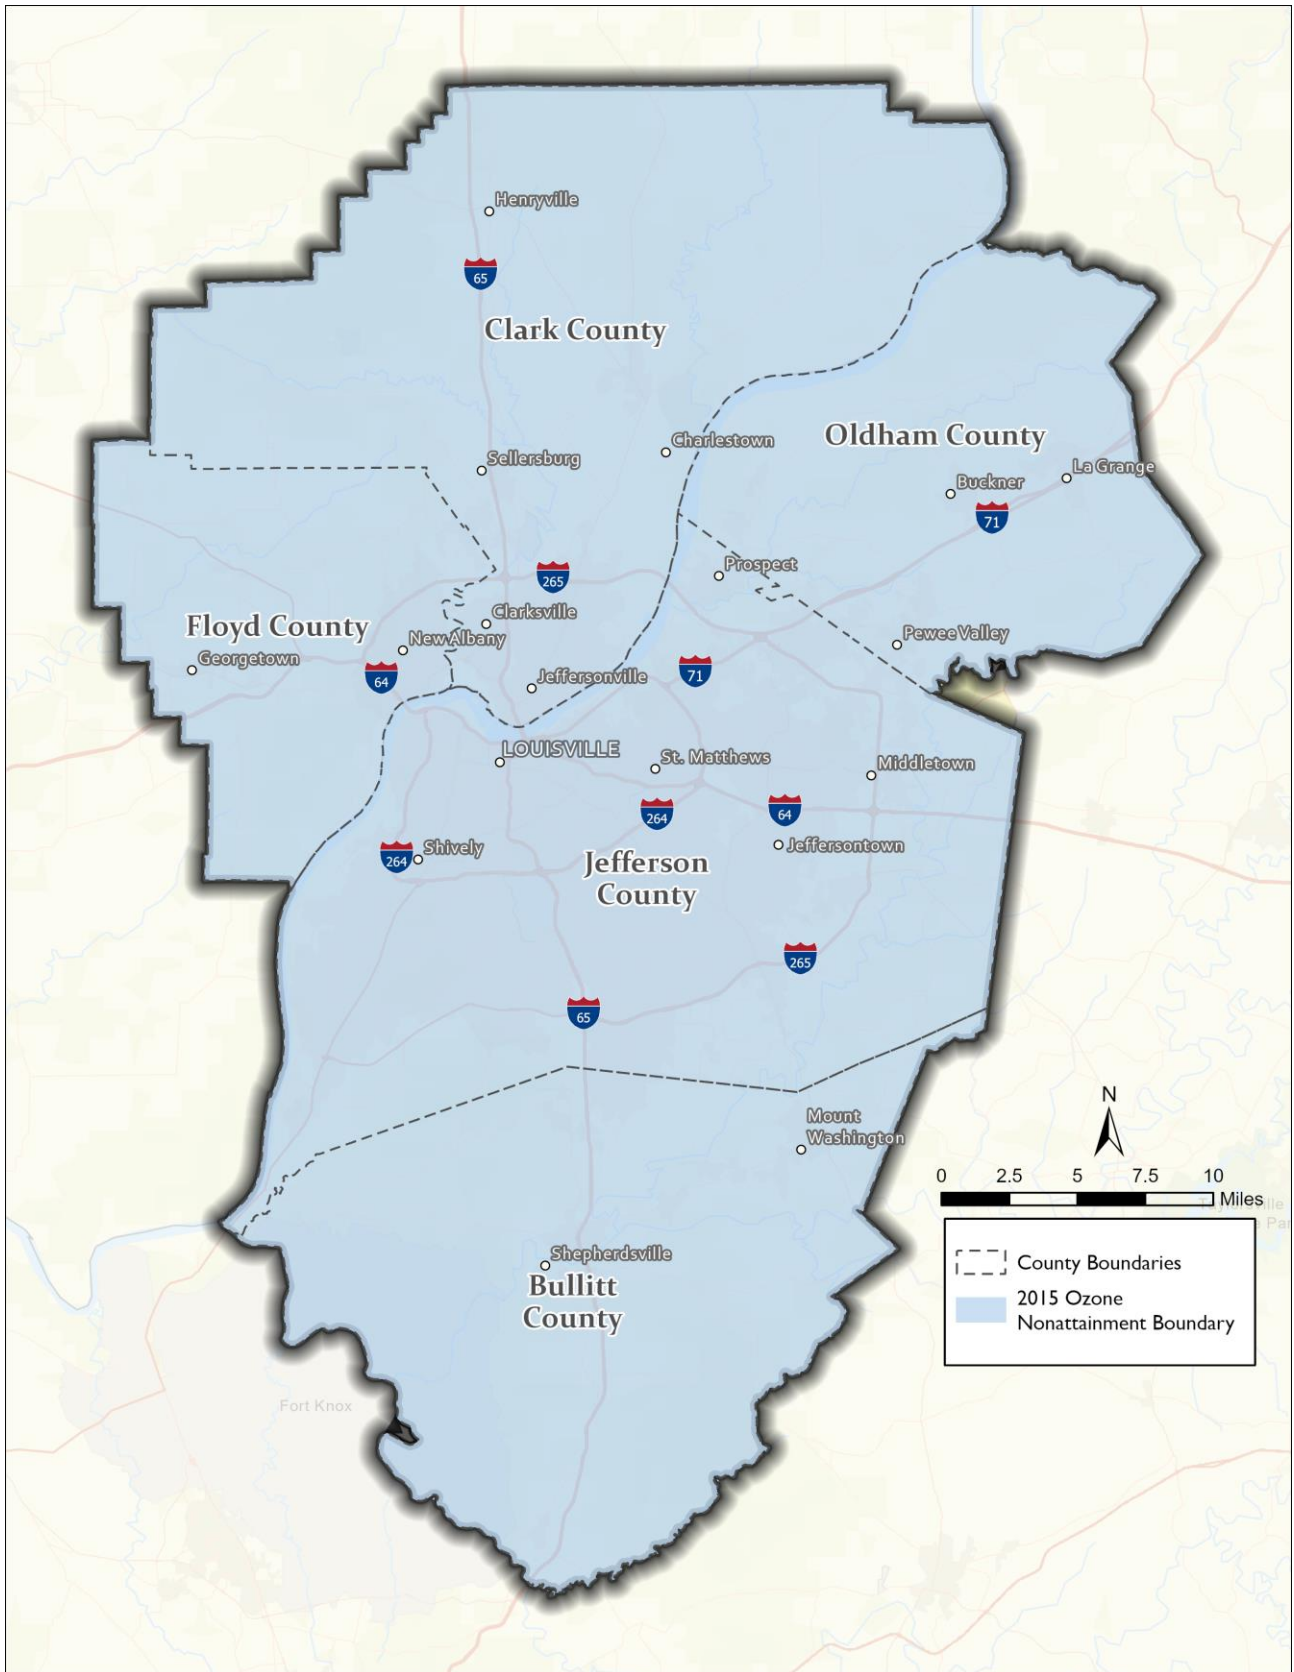 Henryville
65
Clark County
Charlestown
Oldham County
Sellersburg
La Grange
Buckner
71
Prospect
265
Clarksville
Floyd County
New Albany
Pewee Valley
Georgetown
64
Jeffersonville
71
LOUISVILLE
St. Matthews
Middletown
264
64
Shively
264
Jeffersontown
Jefferson
County
265
65
Mount
Washington
N
0 2.5 5 7.5 10
Miles
Shepherdsville
Bullitt
County
County Boundaries
2015 Ozone
Nonattainment Boundary
Fort Knox